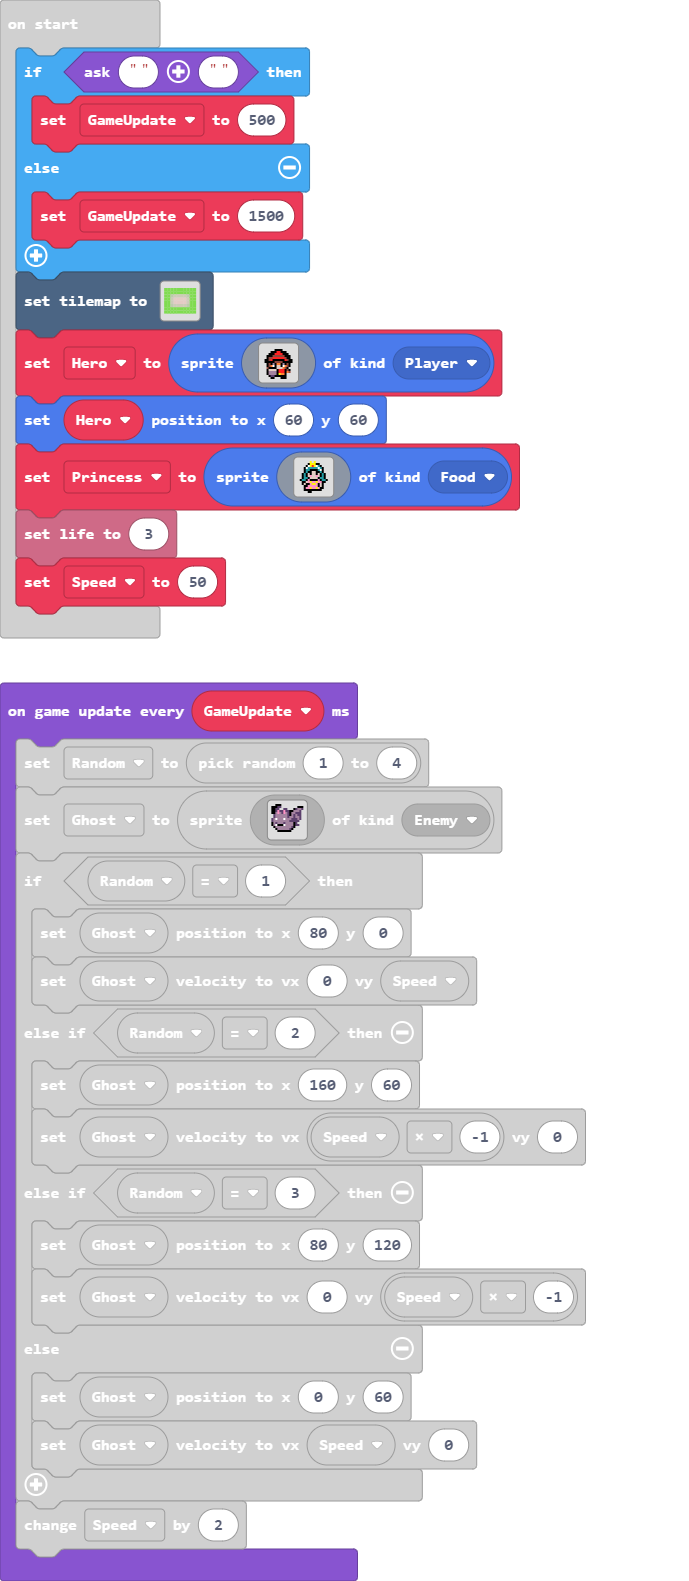 on start
if ask " " " " then
set GameUpdate to 500
else
set GameUpdate to 1500
set tilemap to
set Hero to sprite of kind Player
set Hero position to x 60 y 60
set Princess to sprite of kind Food
set life to 3
set Speed to 50
on game update every GameUpdate ms
set Random to pick random 1 to 4
set Ghost to sprite of kind Enemy
if Random = 1 then
set Ghost position to x 80 y 0
set Ghost velocity to vx 0 vy Speed
else if Random = 2 then
set Ghost position to x 160 y 60
set Ghost velocity to vx Speed × -1 vy 0
else if Random = 3 then
set Ghost position to x 80 y 120
set Ghost velocity to vx 0 vy Speed × -1
else
set Ghost position to x 0 y 60
set Ghost velocity to vx Speed vy 0
change Speed by 2